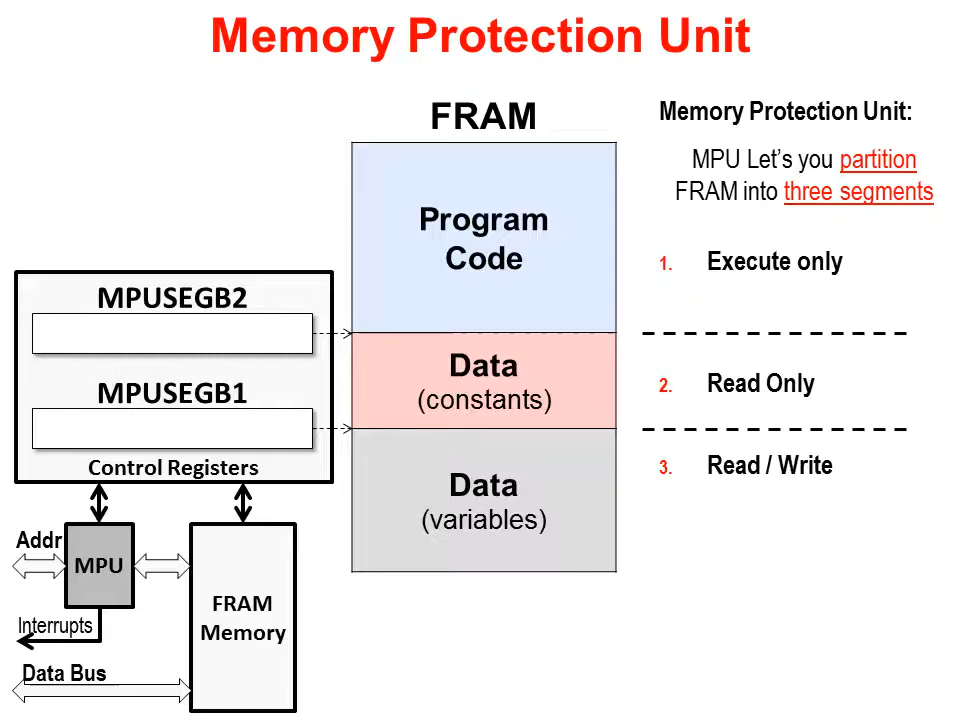 Memory Protection Unit
FRAM
Program
Code
Data
(constants)
Data
(variables)
Memory Protection Unit:
MPU Let's you partition
FRAM into three segments
1. Execute only
2. Read Only
3. Read / Write
MPUSEGB2
MPUSEGB1
Control Registers
Addr
MPU
Interrupts
Data Bus
FRAM
Memory